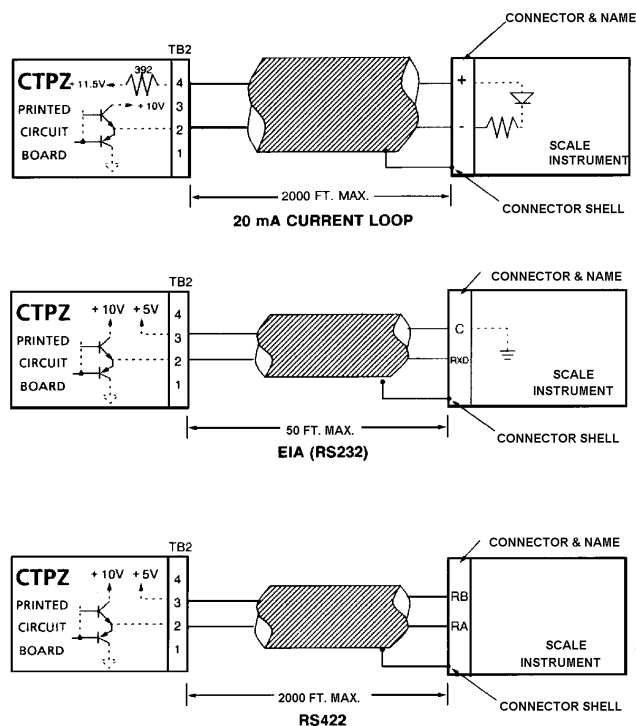 CONNECTOR & NAME
TB2
CTPZ
+11.5V
392
4
+
PRINTED
+10V
3
CIRCUIT
2
-
BOARD
1
SCALE
INSTRUMENT
2000 FT. MAX.
CONNECTOR SHELL
20 mA CURRENT LOOP
CONNECTOR & NAME
TB2
CTPZ
+10V
+5V
4
PRINTED
3
C
CIRCUIT
2
RXD
BOARD
1
SCALE
INSTRUMENT
50 FT. MAX.
CONNECTOR SHELL
EIA (RS232)
CONNECTOR & NAME
TB2
CTPZ
+10V
+5V
4
PRINTED
3
RB
CIRCUIT
2
RA
BOARD
1
SCALE
INSTRUMENT
2000 FT. MAX.
CONNECTOR SHELL
RS422